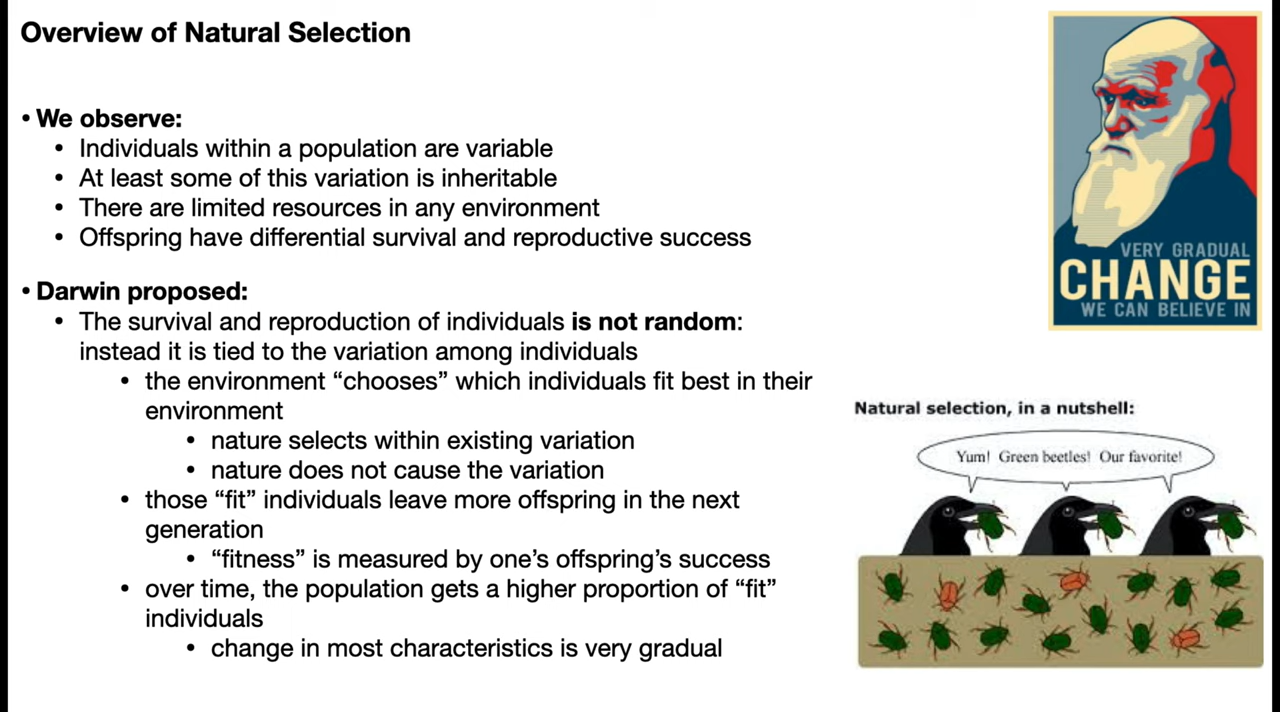 Overview of Natural Selection
• We observe:
• Individuals within a population are variable
• At least some of this variation is inheritable
• There are limited resources in any environment
• Offspring have differential survival and reproductive success
• Darwin proposed:
• The survival and reproduction of individuals is not random:
instead it is tied to the variation among individuals
• the environment “chooses” which individuals fit best in their
environment
• nature selects within existing variation
• nature does not cause the variation
• those “fit” individuals leave more offspring in the next
generation
• “fitness” is measured by one’s offspring’s success
• over time, the population gets a higher proportion of “fit”
individuals
• change in most characteristics is very gradual
VERY GRADUAL
CHANGE
WE CAN BELIEVE IN
Natural selection, in a nutshell:
Yum! Green beetles! Our favorite!